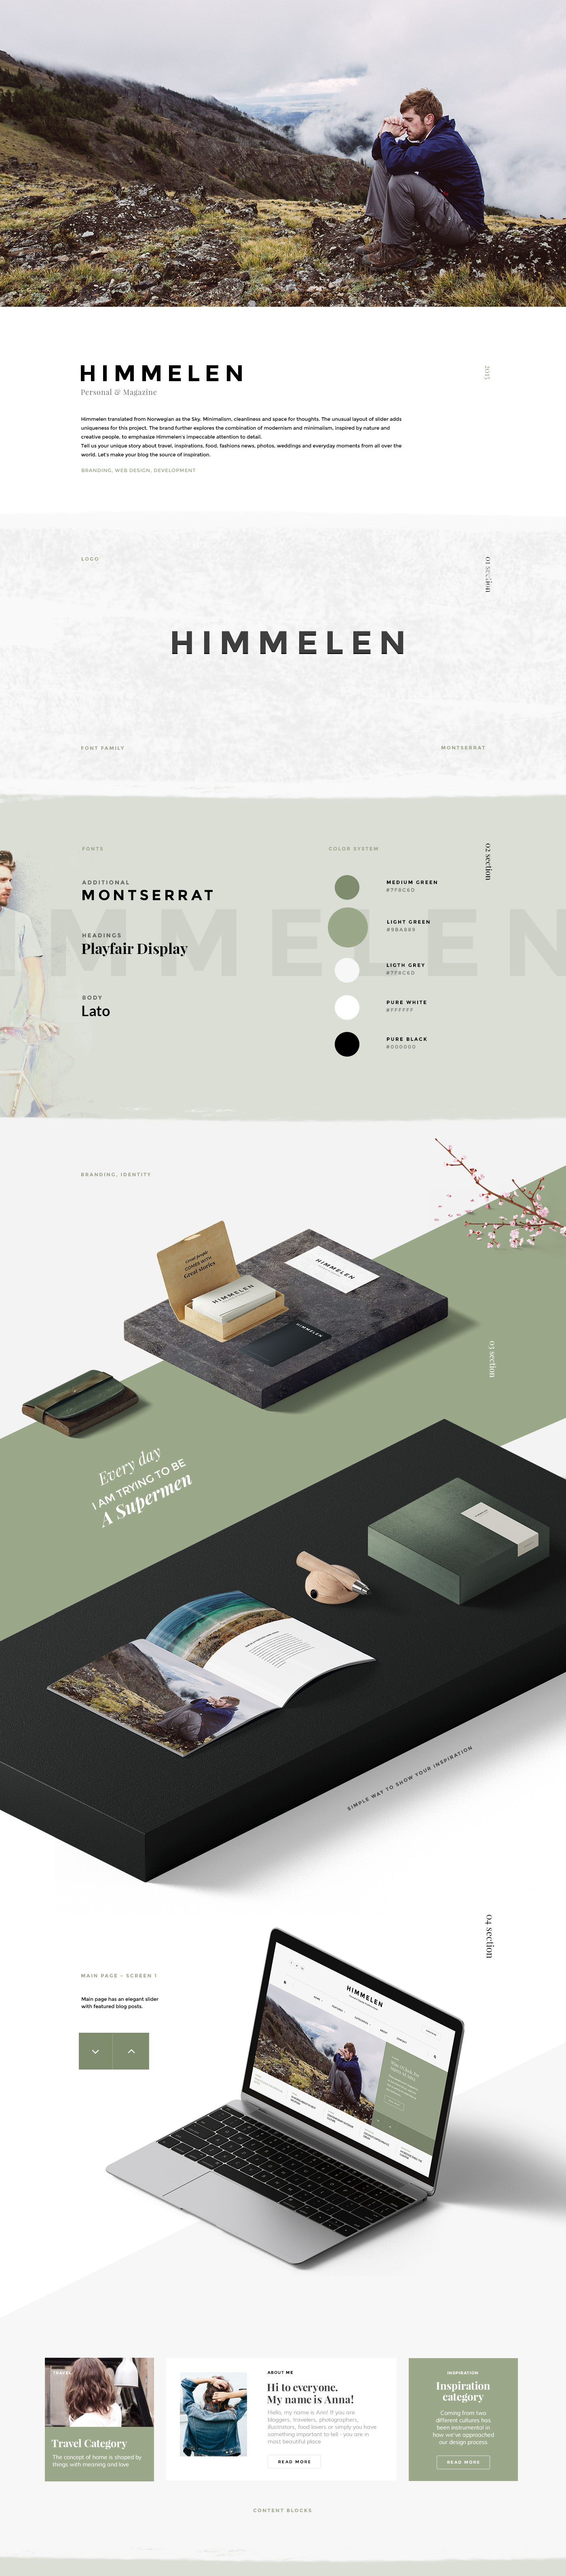 HIMMELEN
Personal & Magazine
2015
Himmelen translated from Norwegian as the Sky. Minimalism, cleanliness and space for thoughts. The unusual layout of slider adds
uniqueness for this project. The brand further explores the combination of modernism and minimalism, inspired by nature and
creative people, to emphasize Himmelen's impeccable attention to detail.
Tell us your unique story about travel, inspirations, food, fashions news, photos, weddings and everyday moments from all over the
world. Let's make your blog the source of inspiration.
BRANDING, WEB DESIGN, DEVELOPMENT
LOGO
01 section
HIMMELEN
FONT FAMILY
MONTSERRAT
FONTS
COLOR SYSTEM
02 section
ADDITIONAL
MONTSERRAT
HEADINGS
Playfair Display
BODY
Lato
MEDIUM GREEN
#7F8C6D
LIGHT GREEN
#9BA889
LIGTH GREY
#7F8C6D
PURE WHITE
#FFFFFF
PURE BLACK
#000000
IMMELEN
BRANDING, IDENTITY
Great people
COMES WITH
Great stories
HIMMELEN
HIMMELEN
HIMMELEN
03 section
Every day
I AM TRYING TO BE
A Supermen
SIMPLE WAY TO SHOW YOUR INSPIRATION
04 section
MAIN PAGE - SCREEN 1
Main page has an elegant slider
with featured blog posts.
HIMMELEN
TRAVEL
Travel Category
The concept of home is shaped by
things with meaning and love
ABOUT ME
Hi to everyone.
My name is Anna!
Hello, my name is Ann! If you are
bloggers, travelers, photographers,
illustrators, food lovers or simply you have
something important to tell - you are in
most beautiful place
READ MORE
INSPIRATION
Inspiration
category
Coming from two
different cultures has
been instrumental in
how we've approached
our design process
READ MORE
CONTENT BLOCKS